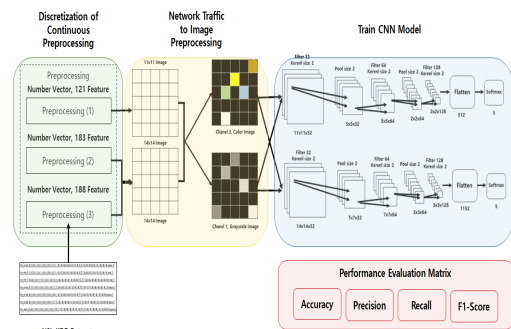 Discretization of
Continuous
Preprocessing
Network Traffic
to Image
Preprocessing
Train CNN Model
Preprocessing
Number Vector, 121 Feature
Preprocessing (1)
Number Vector, 183 Feature
Preprocessing (2)
Number Vector, 188 Feature
Preprocessing (3)
11x11 Image
14x14 Image
14x14 Image
Chanel 3, Color Image
Chanel 1, Grayscale Image
Filter 32
Kernel size 2
Pool size 2
Filter 64
Kernel size 2
Pool size 2
Filter 128
Kernel size 2
Flatten
Softmax
11x11x32
5x5x32
5x5x64
2x2x64
2x2x128
512
5
Filter 32
Kernel size 2
Pool size 2
Filter 64
Kernel size 2
Pool size 2
Filter 128
Kernel size 2
Flatten
Softmax
14x14x32
7x7x32
7x7x64
3x3x64
3x3x128
1152
5
Performance Evaluation Matrix
Accuracy
Precision
Recall
F1-Score